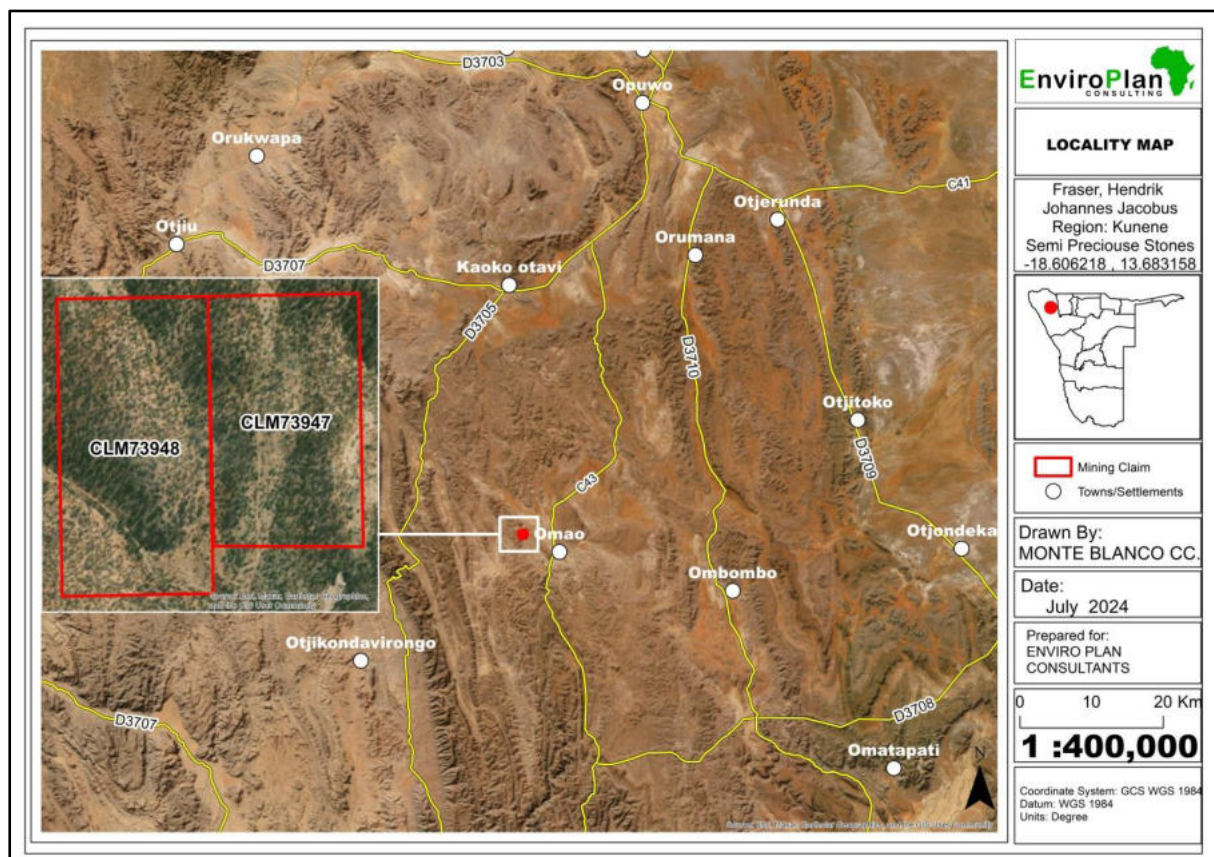 D3703
Opuwo
Orukwapa
C41
Otjerunda
Otjiu
Orumana
D3707
Kaoko otavi
D3705
D3710
CLM73947
CLM73948
Otjitoko
D3709
C43
Omao
Otjondeka
Ombombo
Otjikondavirongo
D3708
D3707
Omatapati
N
EnviroPlan
CONSULTING
LOCALITY MAP
Fraser, Hendrik
Johannes Jacobus
Region: Kunene
Semi Preciouse Stones
-18.606218 , 13.683158
Mining Claim
Towns/Settlements
Drawn By:
MONTE BLANCO CC.
Date:
July 2024
Prepared for:
ENVIRO PLAN
CONSULTANTS
0 10 20 Km
1 :400,000
Coordinate System: GCS WGS 1984
Datum: WGS 1984
Units: Degree